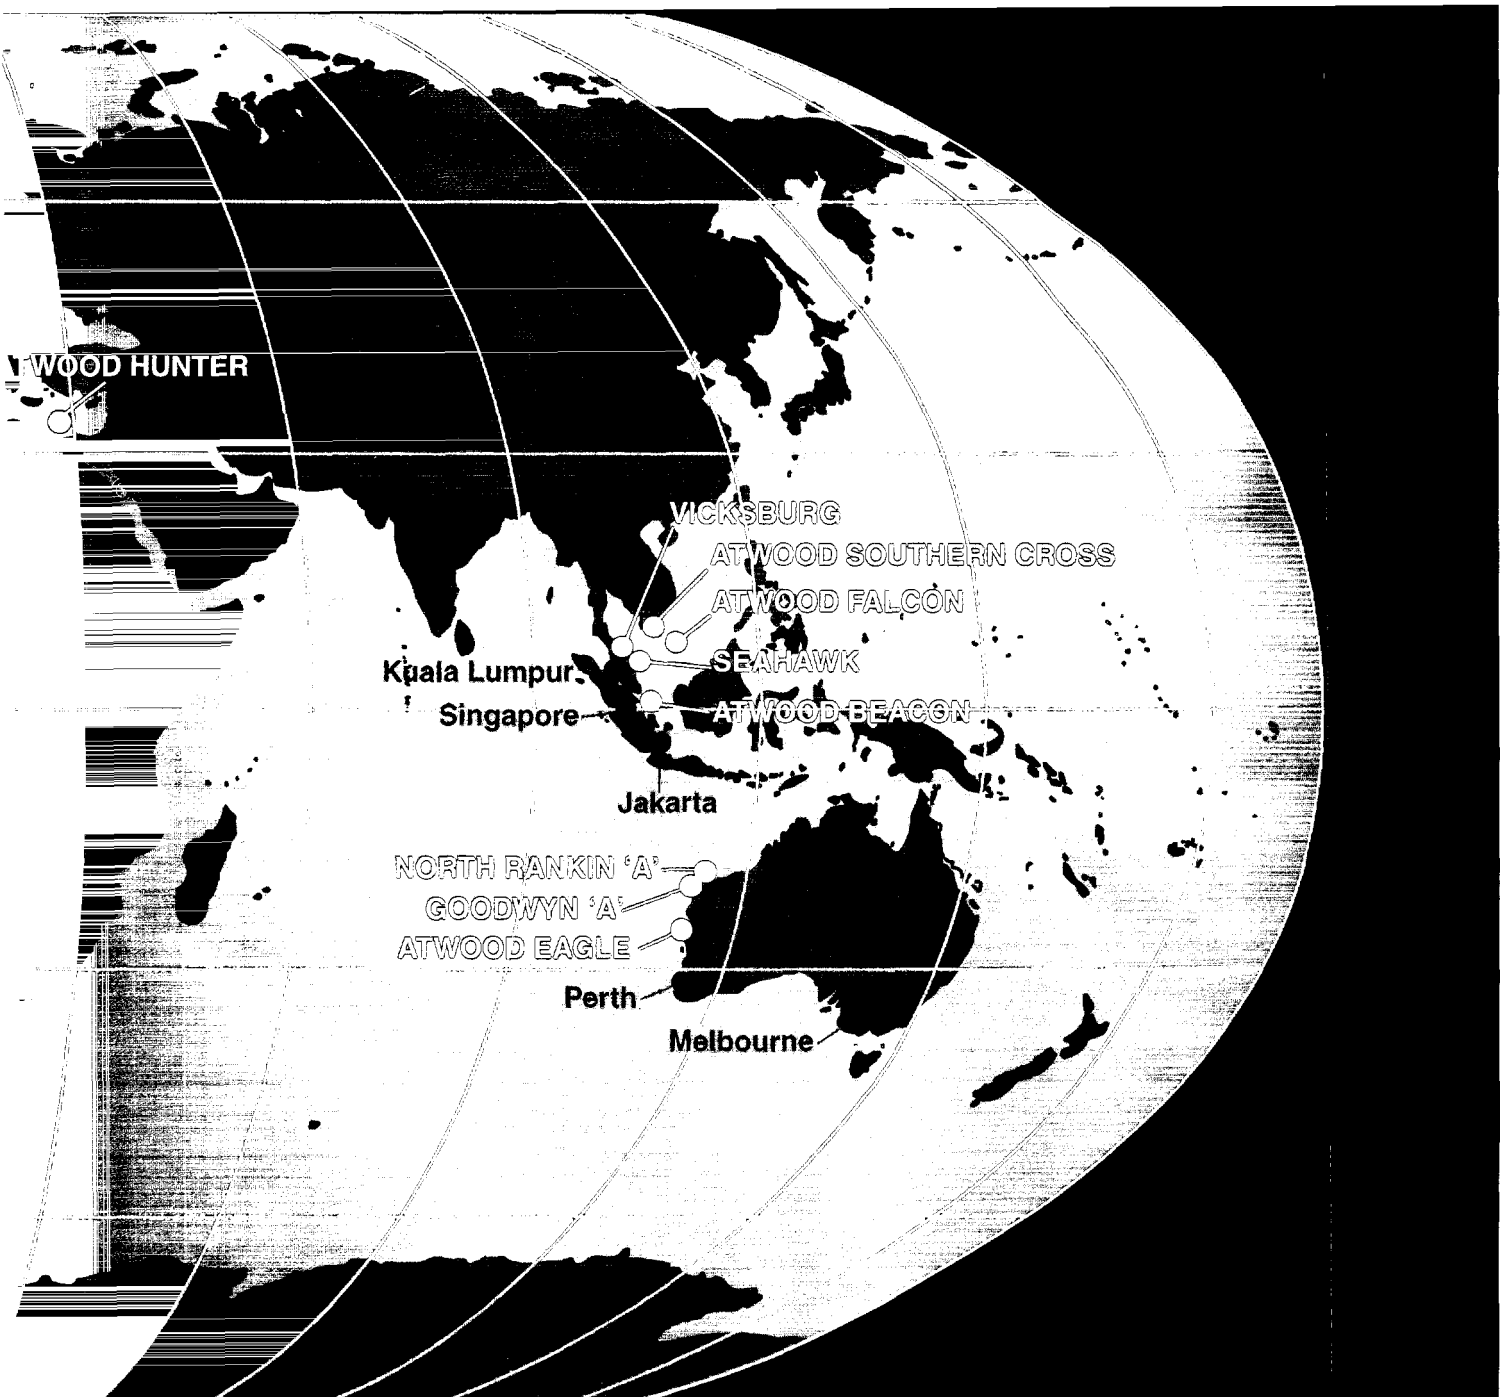 ATWOOD HUNTER
VICKSBURG
ATWOOD SOUTHERN CROSS
ATWOOD FALCON
SEAHAWK
Kuala Lumpur
ATWOOD BEACON
Singapore
Jakarta
NORTH RANKIN ‘A’
GOODWYN ‘A’
ATWOOD EAGLE
Perth
Melbourne